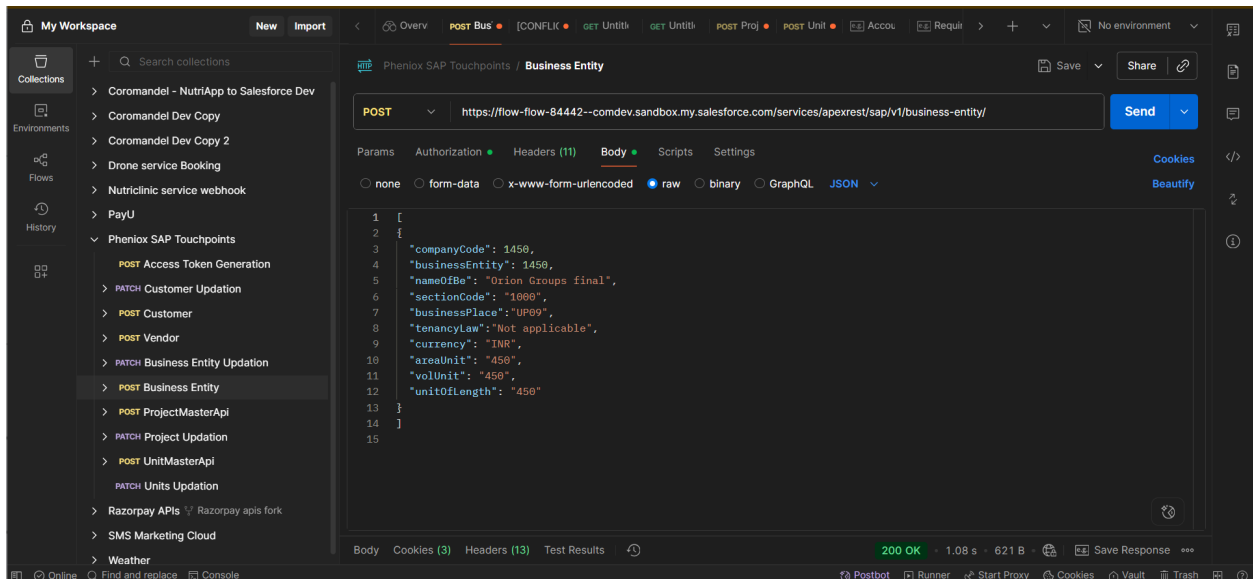 My Workspace New Import
Overv POST Bus [CONFLIC GET Untitl GET Untitl POST Proj POST Unit e.g. Accou e.g. Requir No environment
Collections
Environments
Flows
History
Search collections
Coromandel - NutriApp to Salesforce Dev
Coromandel Dev Copy
Coromandel Dev Copy 2
Drone service Booking
Nutriclinic service webhook
PayU
Pheniox SAP Touchpoints
POST Access Token Generation
PATCH Customer Updation
POST Customer
POST Vendor
PATCH Business Entity Updation
POST Business Entity
POST ProjectMasterApi
PATCH Project Updation
POST UnitMasterApi
PATCH Units Updation
Razorpay APIs Razorpay apis fork
SMS Marketing Cloud
Weather
HTTP Pheniox SAP Touchpoints / Business Entity Save Share
POST https://flow-flow-84442--comdev.sandbox.my.salesforce.com/services/apexrest/sap/v1/business-entity/ Send
Params Authorization Headers (11) Body Scripts Settings Cookies
none form-data x-www-form-urlencoded raw binary GraphQL JSON Beautify
1 [
2 {
3 "companyCode": 1450,
4 "businessEntity": 1450,
5 "nameOfBe": "Orion Groups final",
6 "sectionCode": "1000",
7 "businessPlace":"UP09",
8 "tenancyLaw":"Not applicable",
9 "currency": "INR",
10 "areaUnit": "450",
11 "volUnit": "450",
12 "unitOfLength": "450"
13 }
14 ]
15
Body Cookies (3) Headers (13) Test Results 200 OK 1.08 s 621 B e.g. Save Response
Online Find and replace Console Postbot Runner Start Proxy Cookies Vault Trash